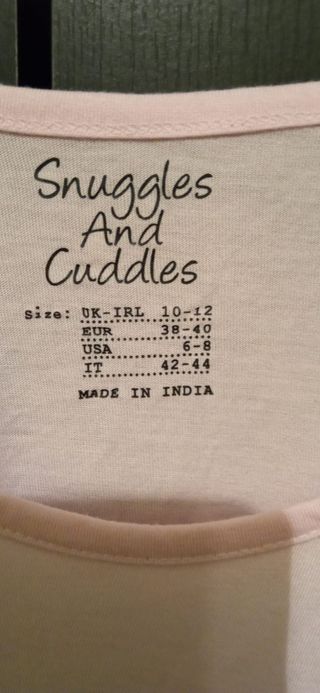 Snuggles
And
Cuddles
Size: UK-IRL 10-12
EUR 38-40
USA 6-8
IT 42-44
MADE IN INDIA